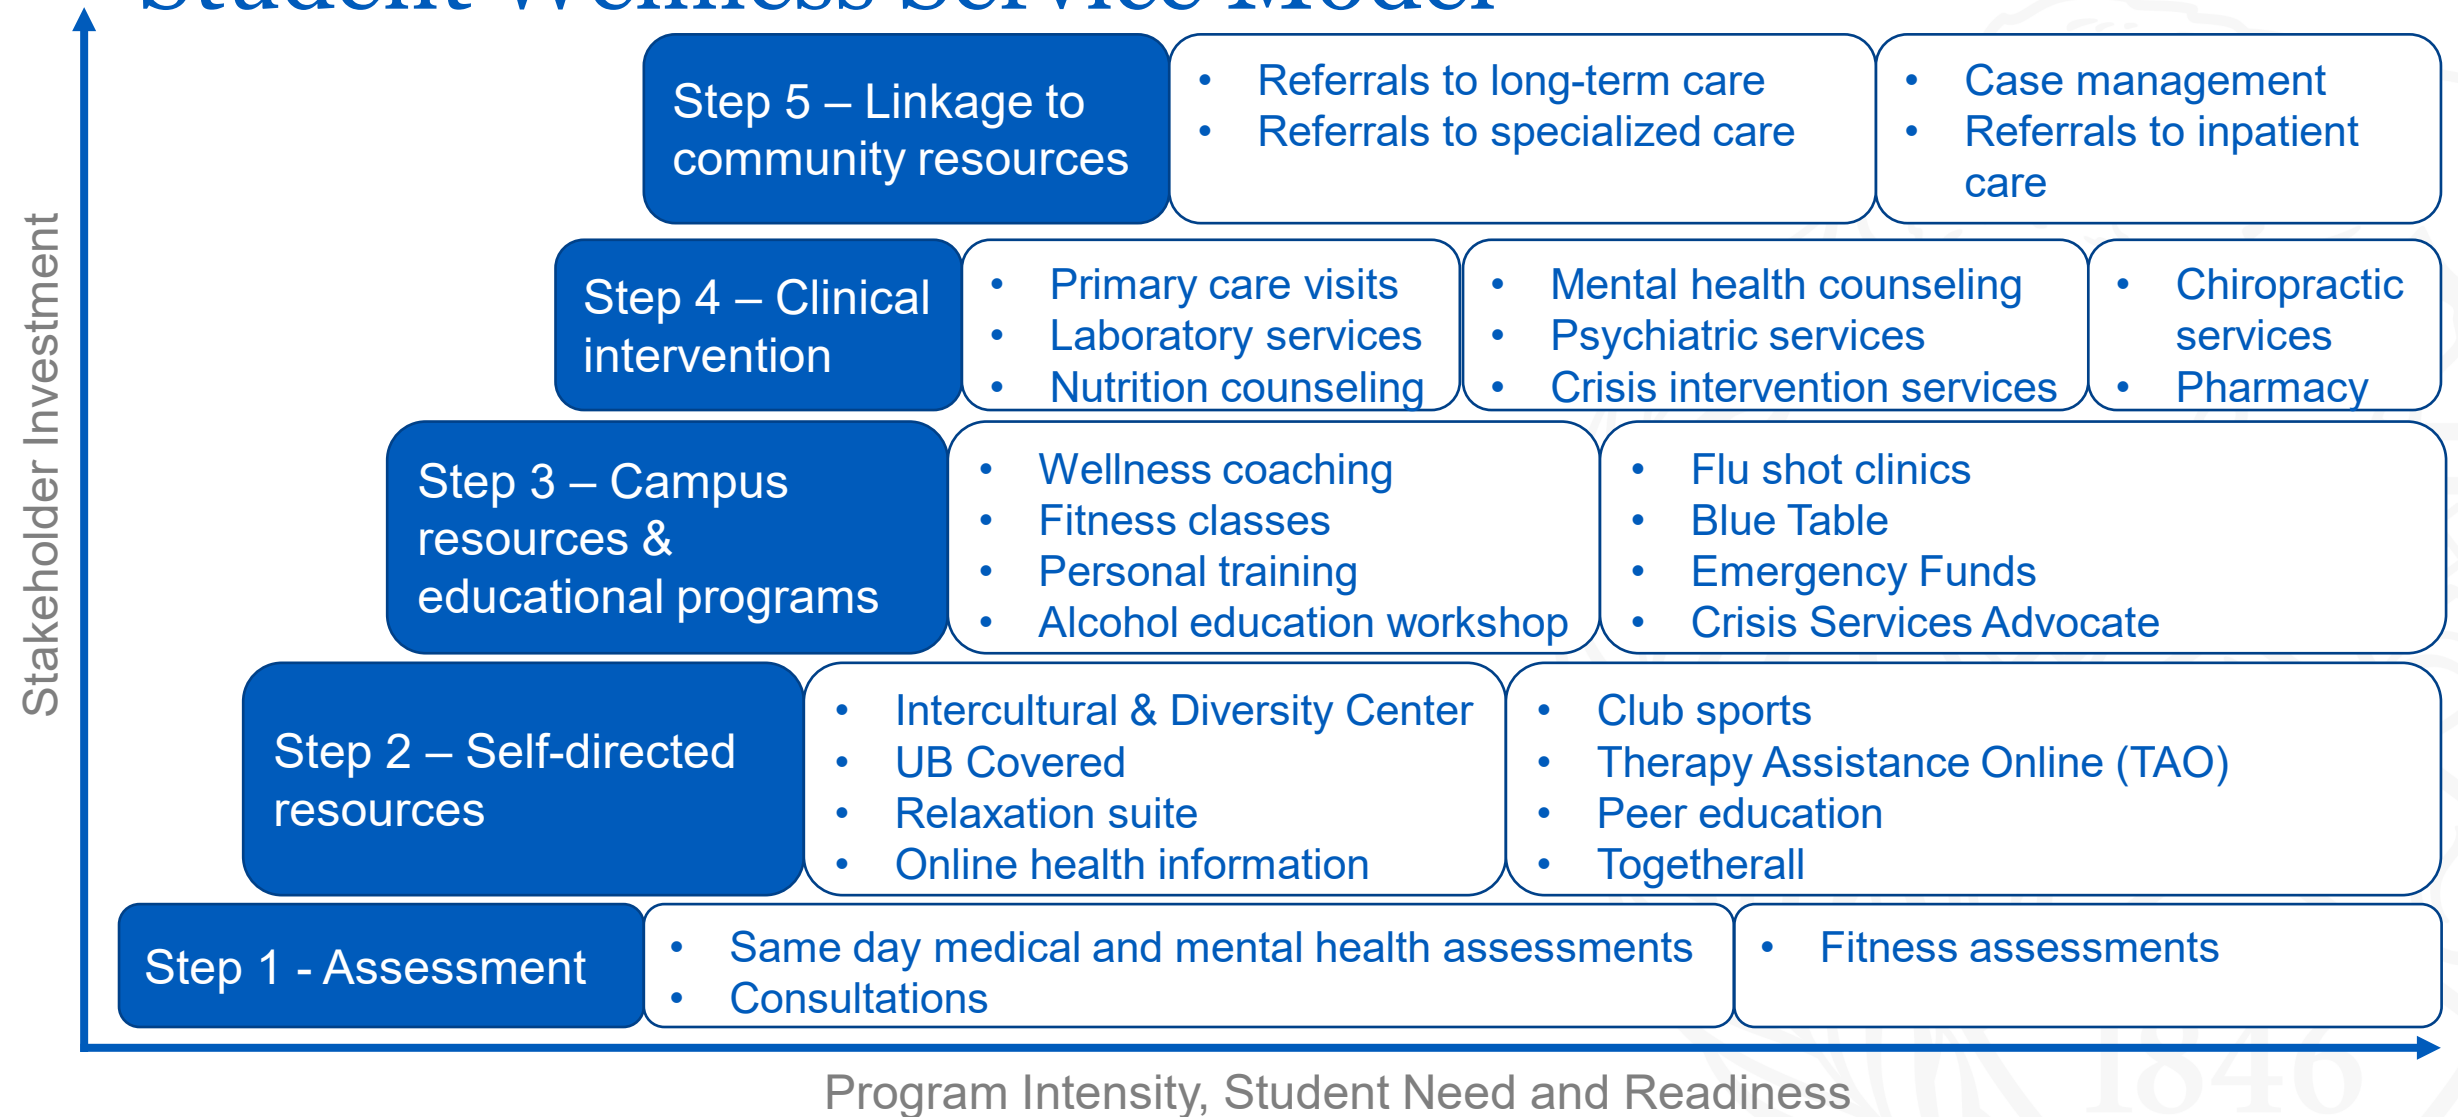 Student Wellness Service Model
Step 5 – Linkage to
community resources
• Referrals to long-term care
• Referrals to specialized care
• Case management
• Referrals to inpatient
care
Step 4 – Clinical
intervention
• Primary care visits
• Laboratory services
• Nutrition counseling
• Mental health counseling
• Psychiatric services
• Crisis intervention services
• Chiropractic
services
• Pharmacy
Step 3 – Campus
resources &
educational programs
• Wellness coaching
• Fitness classes
• Personal training
• Alcohol education workshop
• Flu shot clinics
• Blue Table
• Emergency Funds
• Crisis Services Advocate
Step 2 – Self-directed
resources
• Intercultural & Diversity Center
• UB Covered
• Relaxation suite
• Online health information
• Club sports
• Therapy Assistance Online (TAO)
• Peer education
• Togetherall
Step 1 - Assessment
• Same day medical and mental health assessments
• Consultations
• Fitness assessments
Stakeholder Investment
Program Intensity, Student Need and Readiness
1846